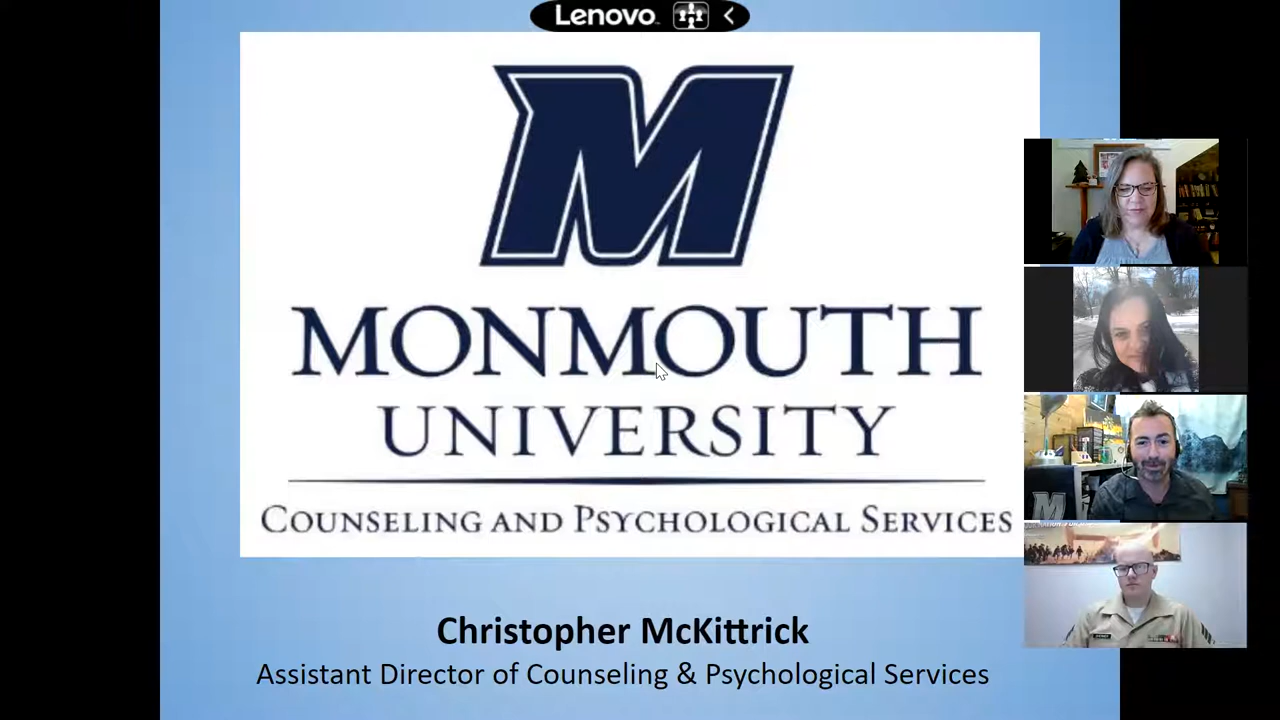 Lenovo
M
MONMOUTH
UNIVERSITY
COUNSELING AND PSYCHOLOGICAL SERVICES
Christopher McKittrick
Assistant Director of Counseling & Psychological Services
M